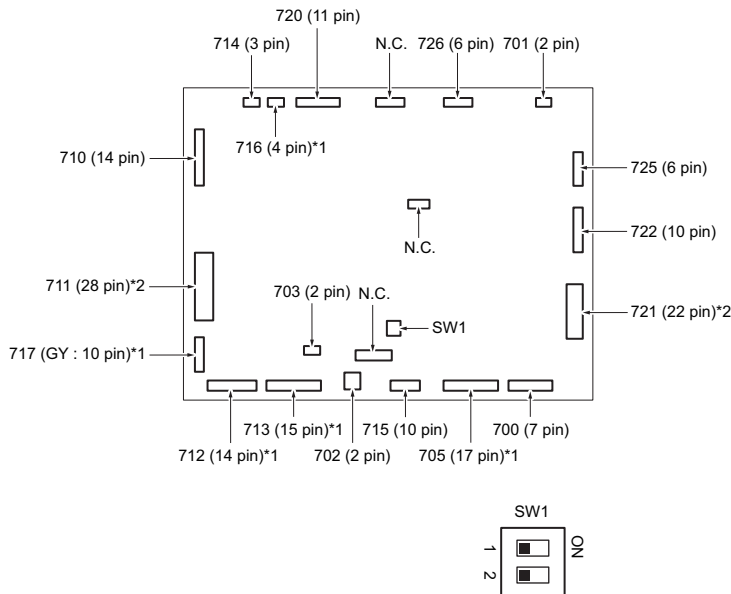 720 (11 pin)
714 (3 pin)
N.C.
726 (6 pin)
701 (2 pin)
716 (4 pin)*1
710 (14 pin)
725 (6 pin)
722 (10 pin)
N.C.
711 (28 pin)*2
703 (2 pin)
N.C.
721 (22 pin)*2
SW1
717 (GY : 10 pin)*1
713 (15 pin)*1
715 (10 pin)
700 (7 pin)
712 (14 pin)*1
702 (2 pin)
705 (17 pin)*1
SW1
1
ON
2